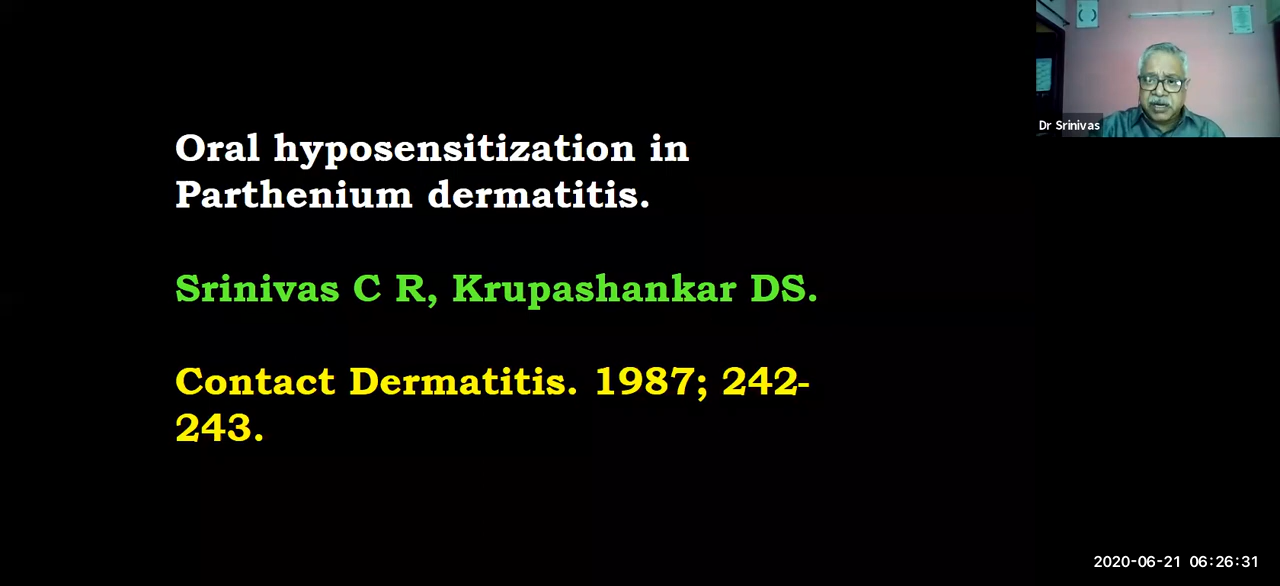 Oral hyposensitization in
Parthenium dermatitis.
Srinivas C R, Krupashankar DS.
Contact Dermatitis. 1987; 242-
243.
Dr Srinivas
2020-06-21 06:26:31